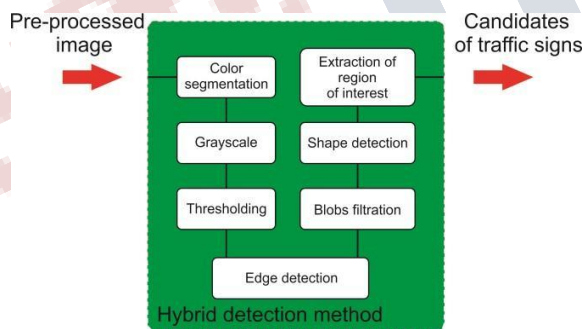 Pre-processed
image
Candidates
of traffic signs
Color
segmentation
Grayscale
Thresholding
Edge detection
Blobs filtration
Shape detection
Extraction of
region
of interest
Hybrid detection method